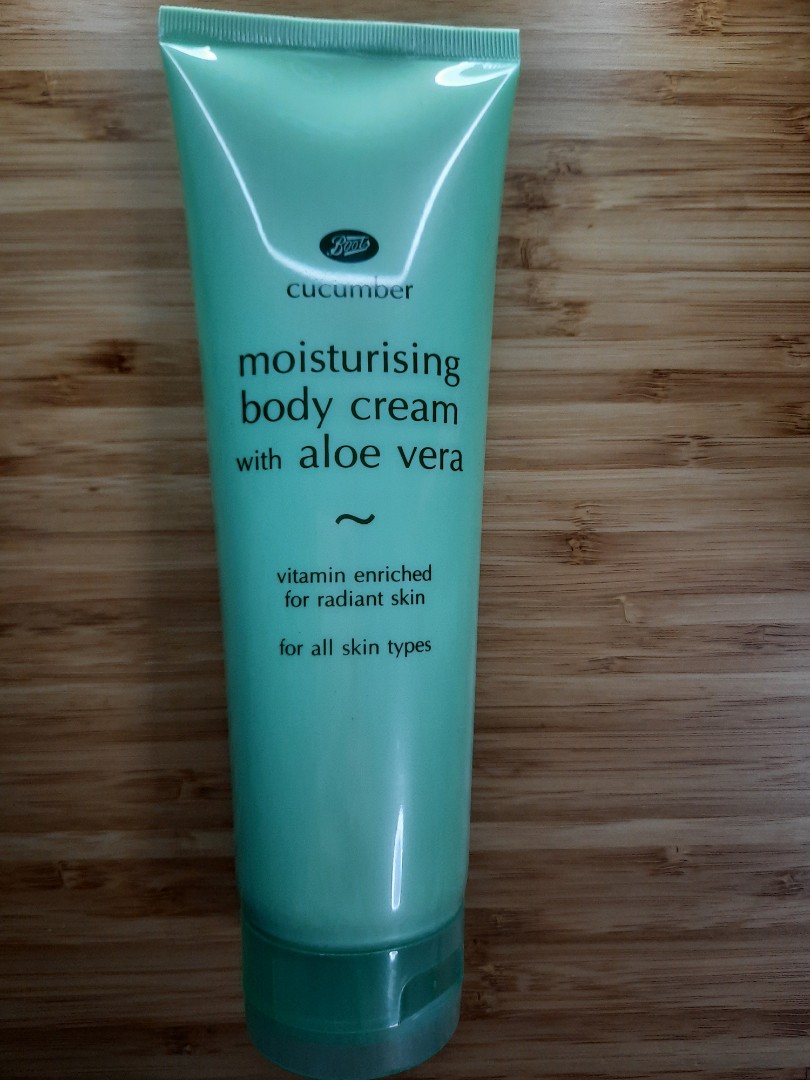 Boots
cucumber
moisturising
body cream
with aloe vera
~
vitamin enriched
for radiant skin
for all skin types